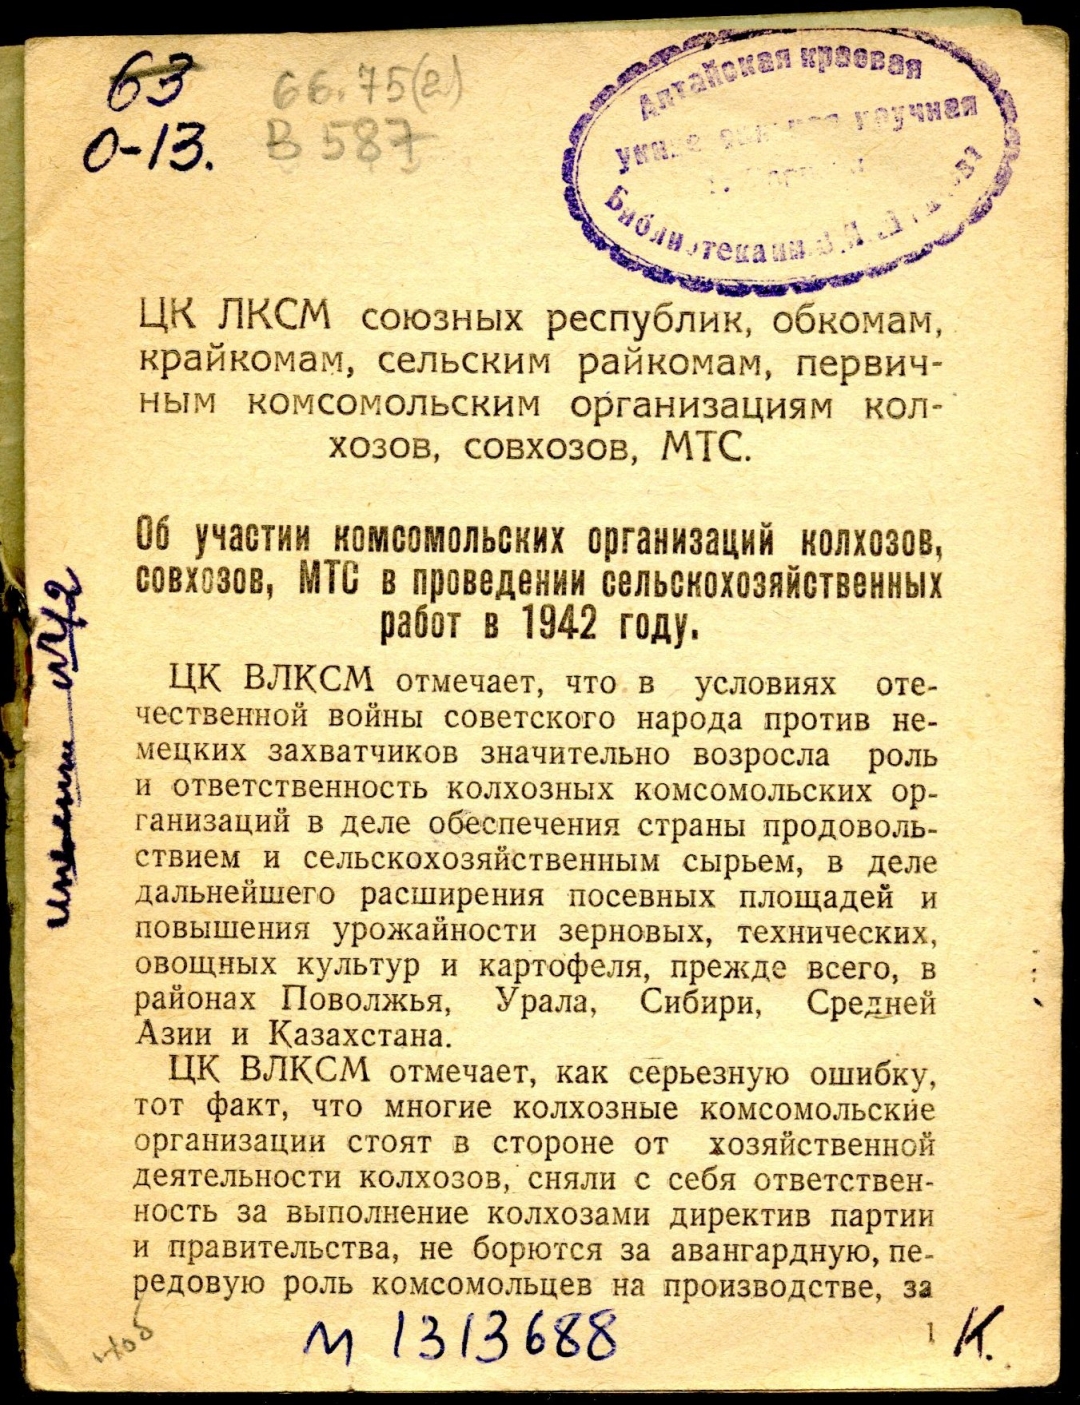 63
О-13.
66.75(2)
В 587
Алтайская краевая
научная
Библиотека им. В.Я.
ЦК ЛКСМ союзных республик, обкомам,
крайкомам, сельским райкомам, первич-
ным комсомольским организациям кол-
хозов, совхозов, МТС.
Об участии комсомольских организаций колхозов,
совхозов, МТС в проведении сельскохозяйственных
работ в 1942 году.
ЦК ВЛКСМ отмечает, что в условиях оте-
чественной войны советского народа против не-
мецких захватчиков значительно возросла роль
и ответственность колхозных комсомольских ор-
ганизаций в деле обеспечения страны продоволь-
ствием и сельскохозяйственным сырьем, в деле
дальнейшего расширения посевных площадей и
повышения урожайности зерновых, технических,
овощных культур и картофеля, прежде всего, в
районах Поволжья, Урала, Сибири, Средней
Азии и Казахстана.
ЦК ВЛКСМ отмечает, как серьезную ошибку,
тот факт, что многие колхозные комсомольские
организации стоят в стороне от хозяйственной
деятельности колхозов, сняли с себя ответствен-
ность за выполнение колхозами директив партии
и правительства, не борются за авангардную, пе-
редовую роль комсомольцев на производстве, за
М 1313688
1
К.